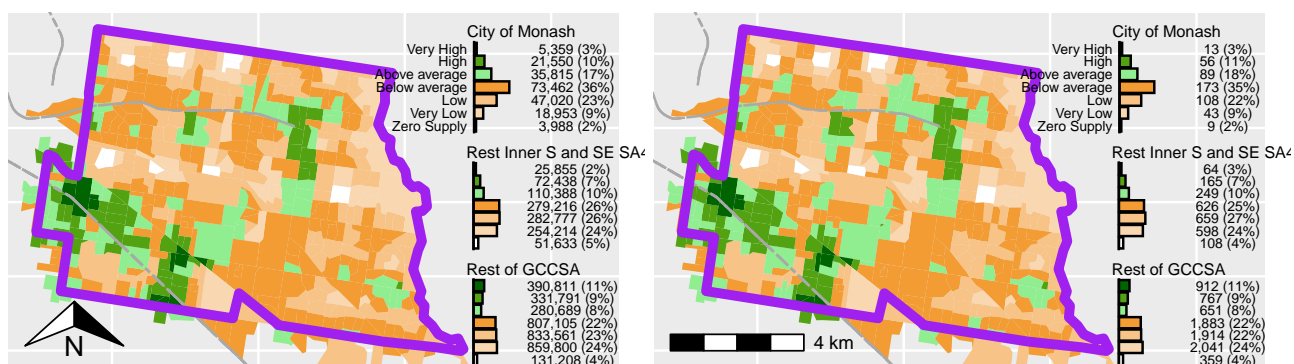 City of Monash
Very High 5,359 (3%)
High 21,550 (10%)
Above average 35,815 (17%)
Below average 73,462 (36%)
Low 47,020 (23%)
Very Low 18,953 (9%)
Zero Supply 3,988 (2%)
Rest Inner S and SE SA4
25,855 (2%)
72,438 (7%)
110,388 (10%)
279,216 (26%)
282,777 (26%)
254,214 (24%)
51,633 (5%)
Rest of GCCSA
390,811 (11%)
331,791 (9%)
280,689 (8%)
807,105 (22%)
833,561 (23%)
859,800 (24%)
131,208 (4%)
N
City of Monash
Very High 13 (3%)
High 56 (11%)
Above average 89 (18%)
Below average 173 (35%)
Low 108 (22%)
Very Low 43 (9%)
Zero Supply 9 (2%)
Rest Inner S and SE SA4
64 (3%)
165 (7%)
249 (10%)
626 (25%)
659 (27%)
598 (24%)
108 (4%)
Rest of GCCSA
912 (11%)
767 (9%)
651 (8%)
1,883 (22%)
1,914 (22%)
2,041 (24%)
359 (4%)
4 km